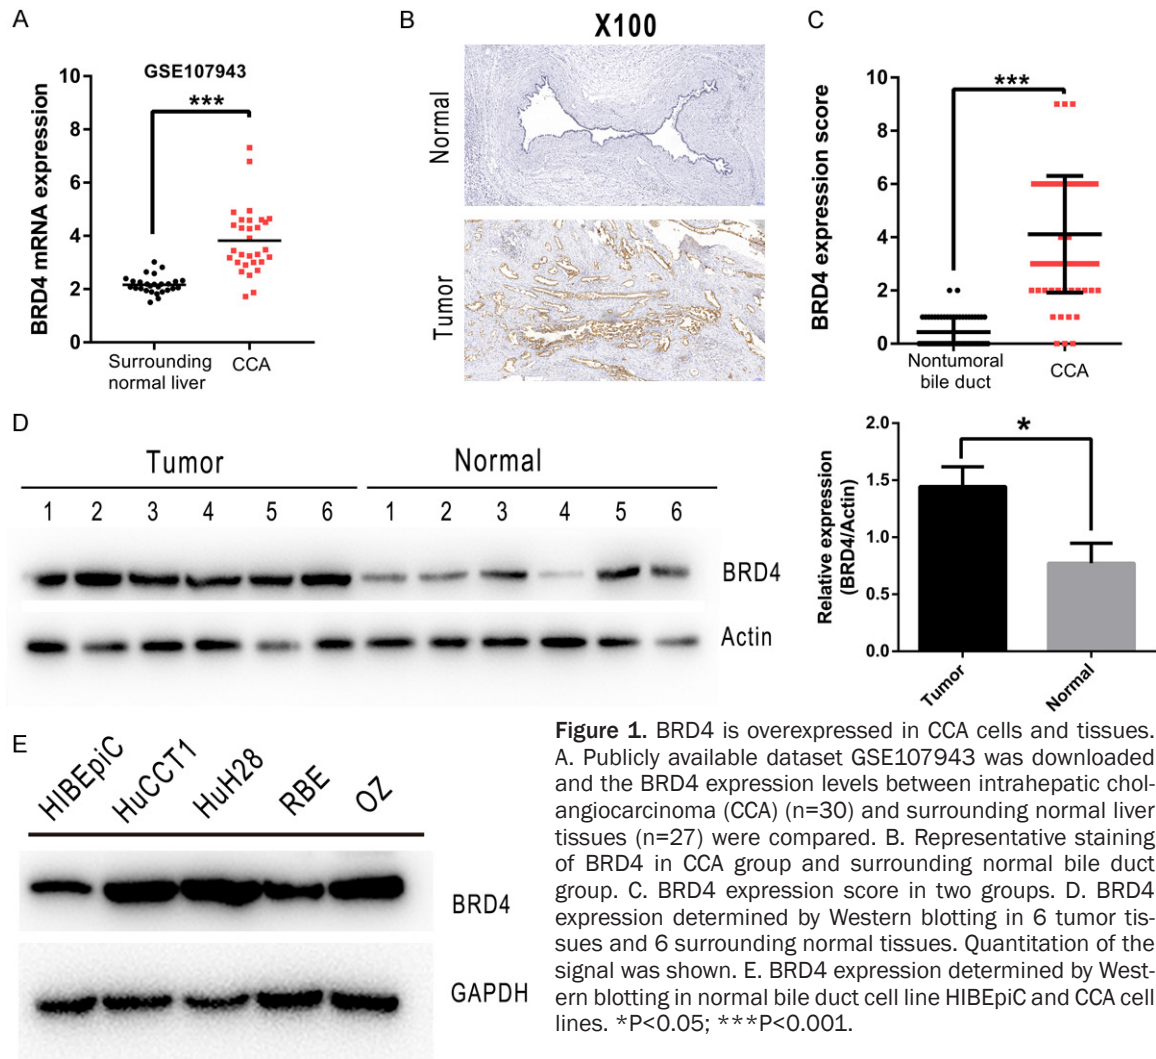 A
GSE107943
BRD4 mRNA expression
10
8
6
4
2
0
***
Surrounding
normal liver
CCA
B
X100
Normal
Tumor
C
BRD4 expression score
10
8
6
4
2
0
***
Nontumoral
bile duct
CCA
D
Tumor
Normal
1 2 3 4 5 6 1 2 3 4 5 6
BRD4
Actin
Relative expression
(BRD4/Actin)
2.0
1.5
1.0
0.5
0.0
*
Tumor
Normal
E
HIBEpiC HuCCT1 HuH28 RBE OZ
BRD4
GAPDH
Figure 1. BRD4 is overexpressed in CCA cells and tissues.
A. Publicly available dataset GSE107943 was downloaded
and the BRD4 expression levels between intrahepatic chol-
angiocarcinoma (CCA) (n=30) and surrounding normal liver
tissues (n=27) were compared. B. Representative staining
of BRD4 in CCA group and surrounding normal bile duct
group. C. BRD4 expression score in two groups. D. BRD4
expression determined by Western blotting in 6 tumor tis-
sues and 6 surrounding normal tissues. Quantitation of the
signal was shown. E. BRD4 expression determined by West-
ern blotting in normal bile duct cell line HIBEpiC and CCA cell
lines. *P<0.05; ***P<0.001.